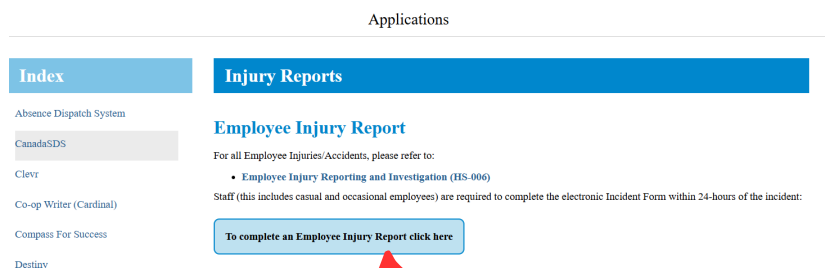 Applications
Index
Absence Dispatch System
CanadaSDS
Clevr
Co-op Writer (Cardinal)
Compass For Success
Destiny
Injury Reports
Employee Injury Report
For all Employee Injuries/Accidents, please refer to:
• Employee Injury Reporting and Investigation (HS-006)
Staff (this includes casual and occasional employees) are required to complete the electronic Incident Form within 24-hours of the incident:
To complete an Employee Injury Report click here